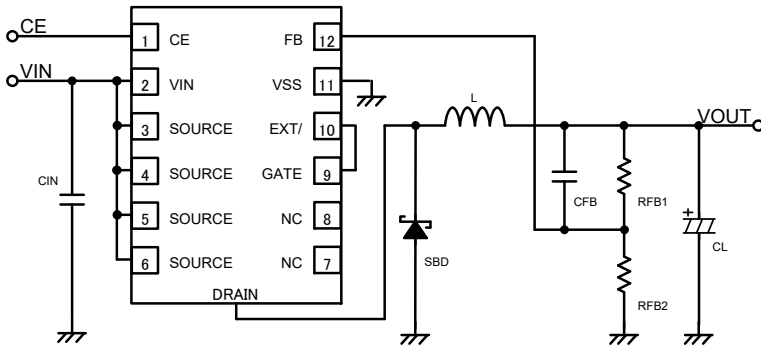 CE
VIN
1 CE FB 12
2 VIN VSS 11
3 SOURCE EXT/ 10
4 SOURCE GATE 9
5 SOURCE NC 8
6 SOURCE NC 7
DRAIN
CIN
L
VOUT
SBD
CFB
RFB1
RFB2
+
CL